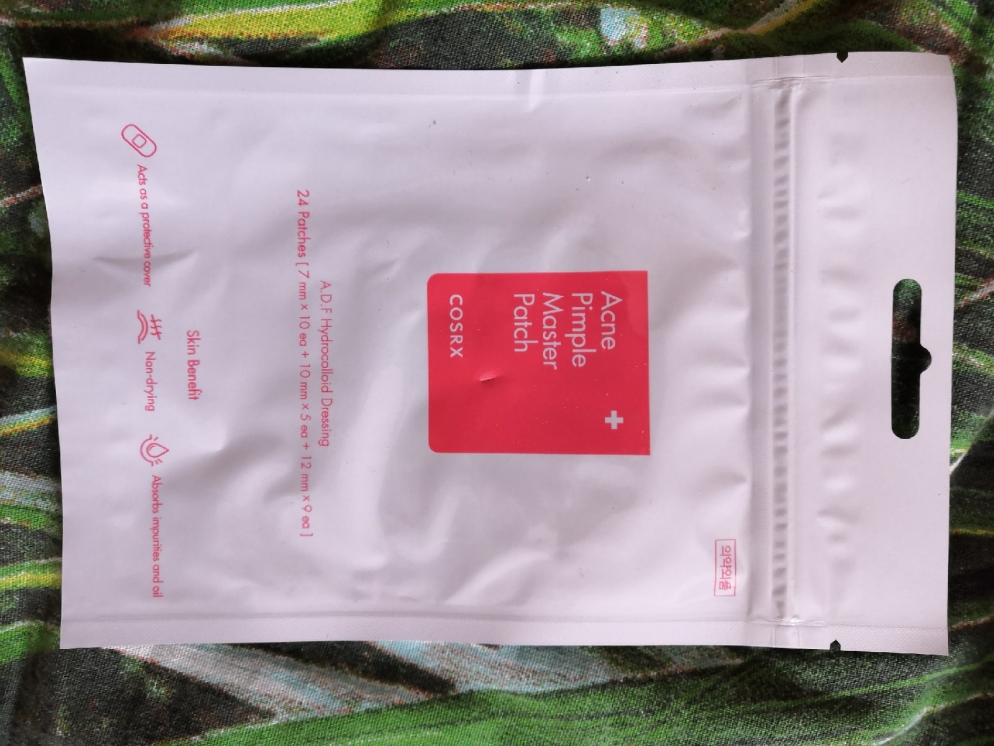 의약외품
Acne
Pimple
Master
Patch
COSRX
A.D.F Hydrocolloid Dressing
24 Patches [ 7 mm x 10 ea + 10 mm x 5 ea + 12 mm x 9 ea ]
Skin Benefit
Acts as a protective cover
Non-drying
Absorbs impurities and oil